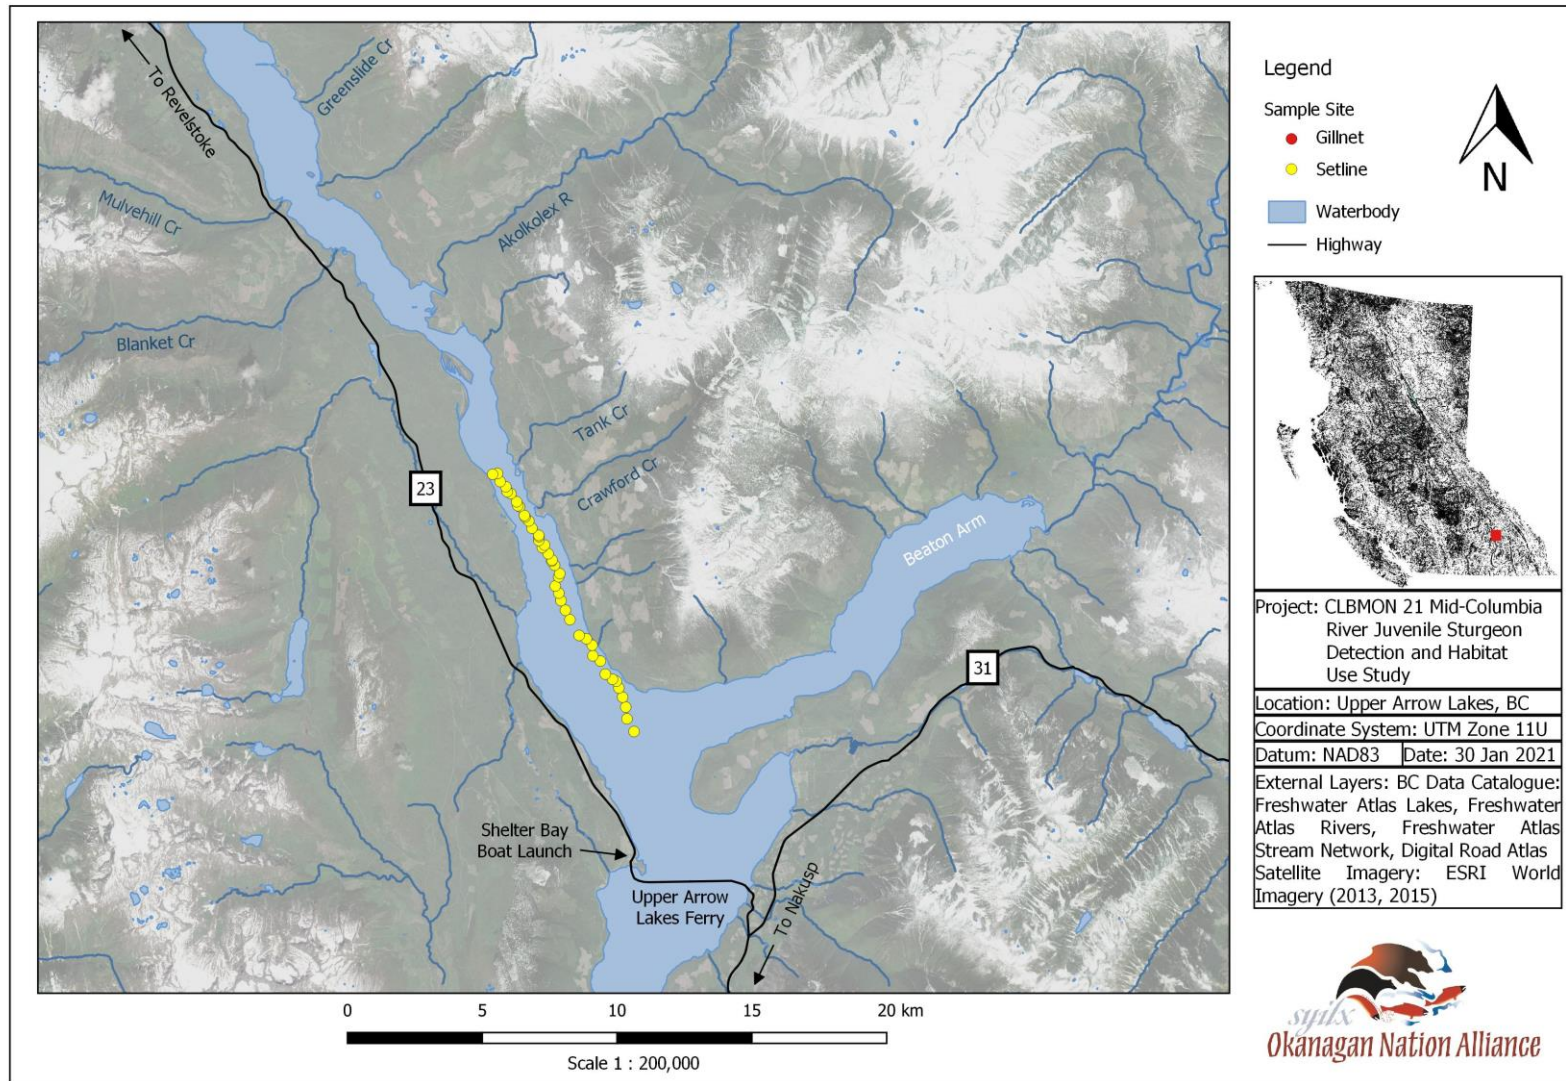 To Revelstoke
Greenslide Cr
Mulvehill Cr
Akolkolex R
Blanket Cr
Tank Cr
Crawford Cr
23
Beaton Arm
31
Shelter Bay
Boat Launch
Upper Arrow
Lakes Ferry
To Nakusp
0 5 10 15 20 km
Scale 1 : 200,000
Legend
Sample Site
Gillnet
Setline
Waterbody
Highway
N
Project: CLBMON 21 Mid-Columbia
River Juvenile Sturgeon
Detection and Habitat
Use Study
Location: Upper Arrow Lakes, BC
Coordinate System: UTM Zone 11U
Datum: NAD83 Date: 30 Jan 2021
External Layers: BC Data Catalogue:
Freshwater Atlas Lakes, Freshwater
Atlas Rivers, Freshwater Atlas
Stream Network, Digital Road Atlas
Satellite Imagery: ESRI World
Imagery (2013, 2015)
syilx
Okanagan Nation Alliance